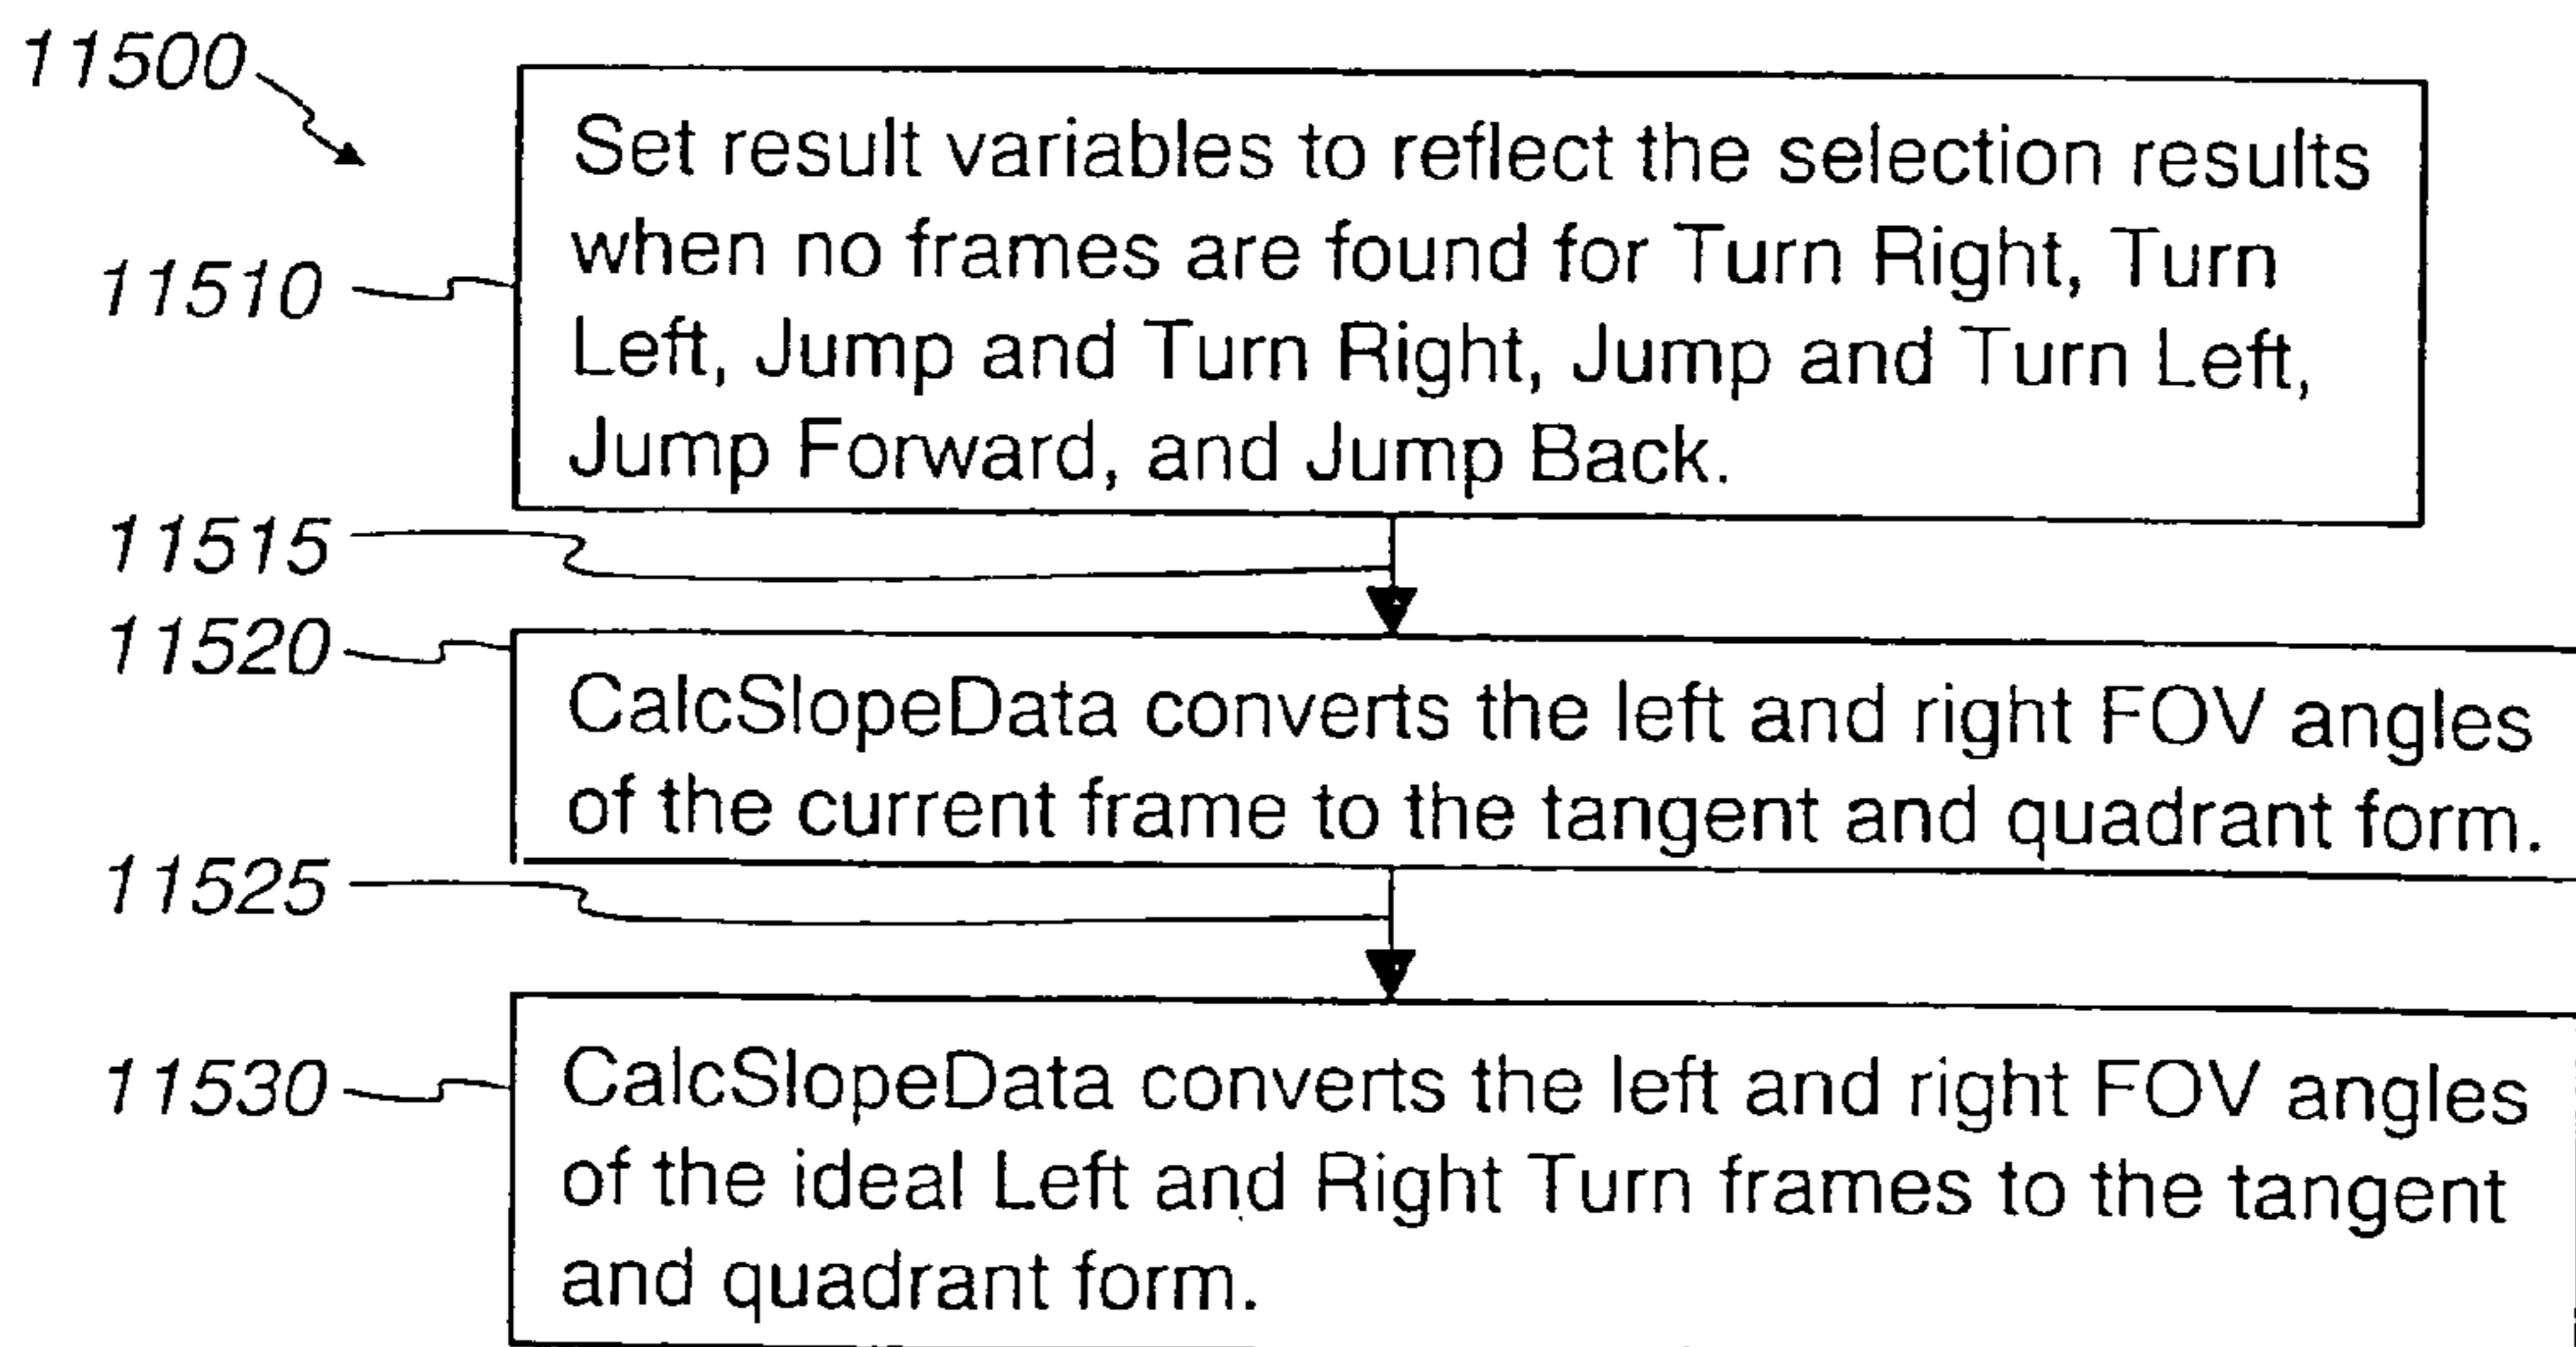 11500
Set result variables to reflect the selection results
when no frames are found for Turn Right, Turn
11510
Left, Jump and Turn Right, Jump and Turn Left,
Jump Forward, and Jump Back.
11515
11520
CalcSlopeData converts the left and right FOV angles
of the current frame to the tangent and quadrant form.
11525
11530
CalcSlopeData converts the left and right FOV angles
of the ideal Left and Right Turn frames to the tangent
and quadrant form.